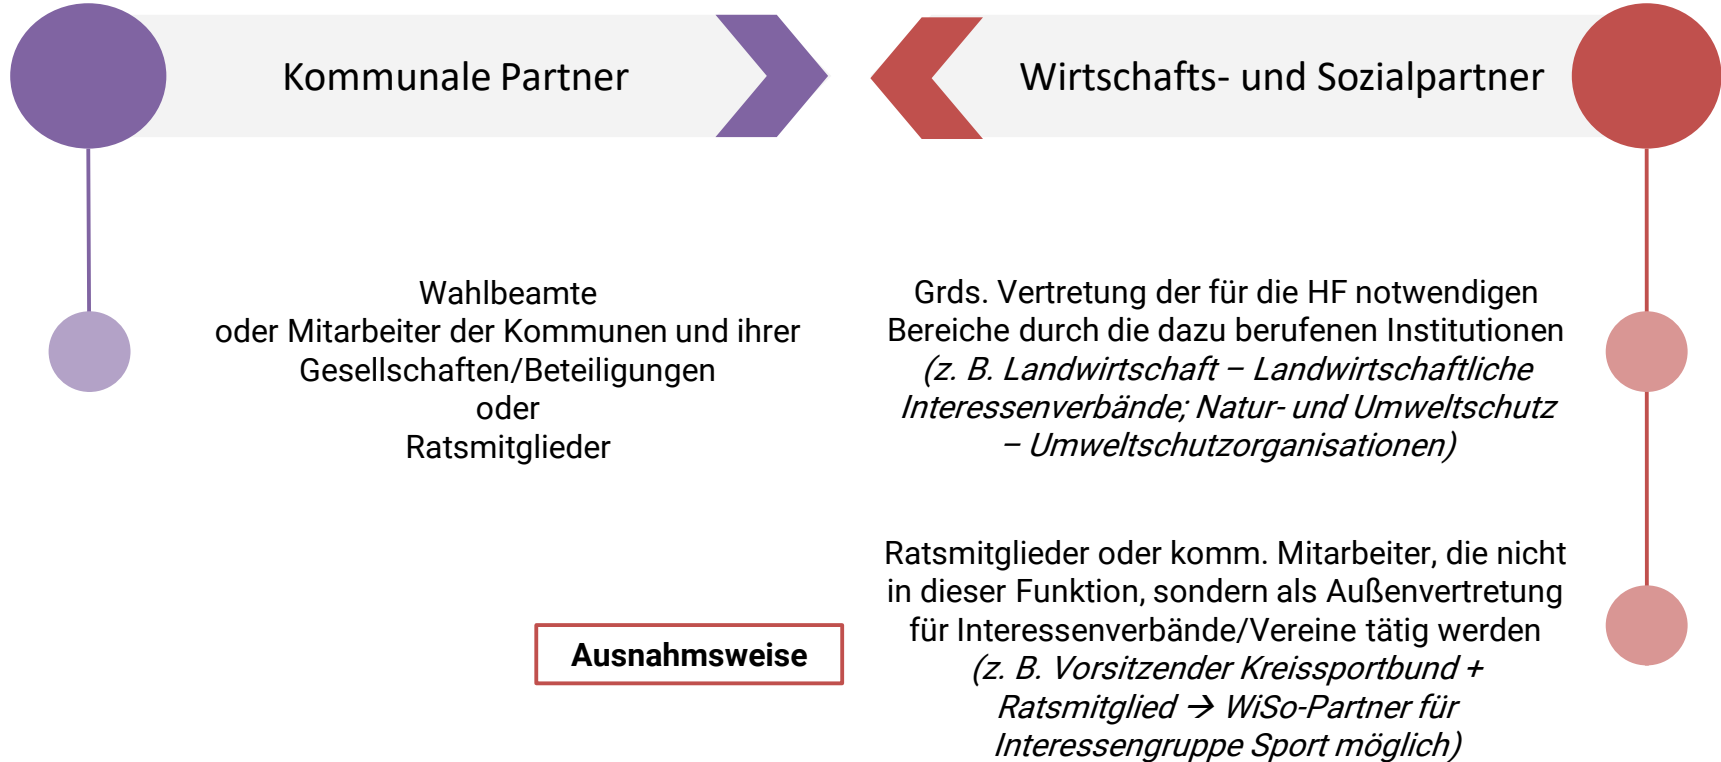 Kommunale Partner
Wirtschafts- und Sozialpartner
Wahlbeamte
oder Mitarbeiter der Kommunen und ihrer
Gesellschaften/Beteiligungen
oder
Ratsmitglieder
Grds. Vertretung der für die HF notwendigen
Bereiche durch die dazu berufenen Institutionen
(z. B. Landwirtschaft – Landwirtschaftliche
Interessenverbände; Natur- und Umweltschutz
– Umweltschutzorganisationen)
Ausnahmsweise
Ratsmitglieder oder komm. Mitarbeiter, die nicht
in dieser Funktion, sondern als Außenvertretung
für Interessenverbände/Vereine tätig werden
(z. B. Vorsitzender Kreissportbund +
Ratsmitglied → WiSo-Partner für
Interessengruppe Sport möglich)